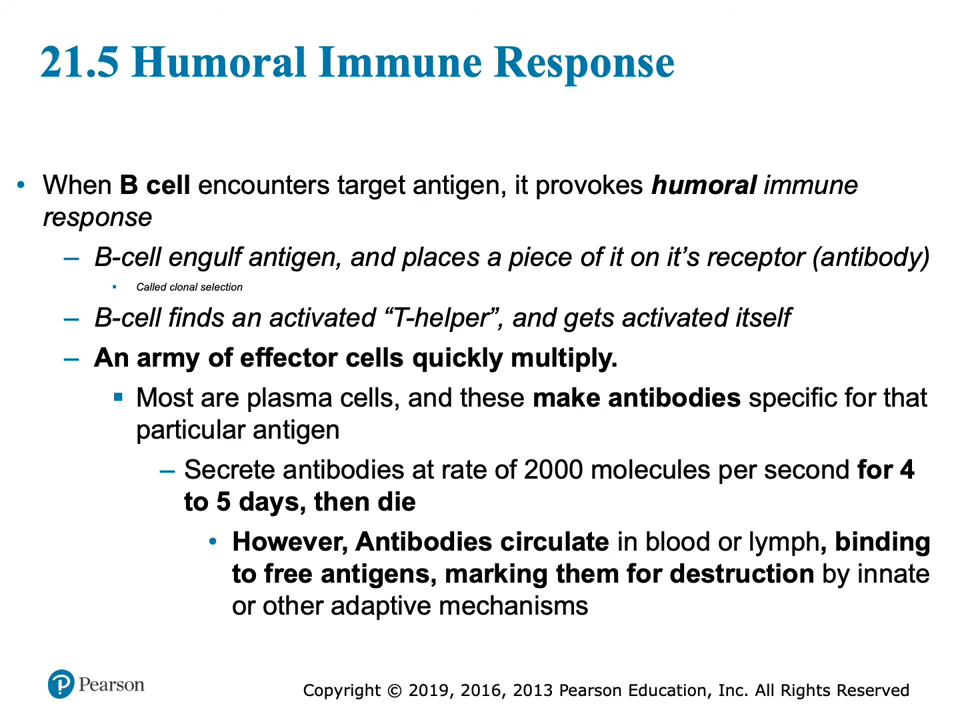 21.5 Humoral Immune Response
• When B cell encounters target antigen, it provokes humoral immune
response
– B-cell engulf antigen, and places a piece of it on it’s receptor (antibody)
▪ Called clonal selection
– B-cell finds an activated “T-helper”, and gets activated itself
– An army of effector cells quickly multiply.
▪ Most are plasma cells, and these make antibodies specific for that
particular antigen
– Secrete antibodies at rate of 2000 molecules per second for 4
to 5 days, then die
• However, Antibodies circulate in blood or lymph, binding
to free antigens, marking them for destruction by innate
or other adaptive mechanisms
P Pearson
Copyright © 2019, 2016, 2013 Pearson Education, Inc. All Rights Reserved